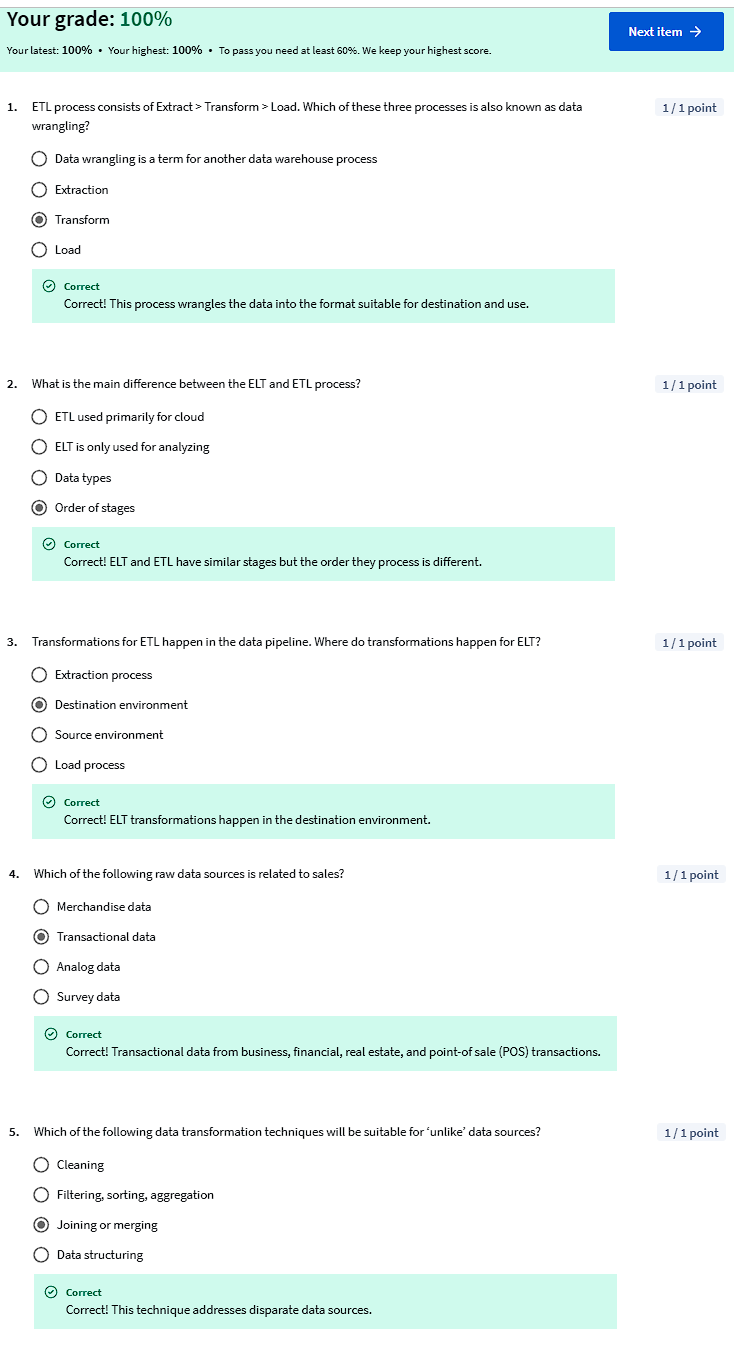 Your grade: 100%
Next item →
Your latest: 100% • Your highest: 100% • To pass you need at least 60%. We keep your highest score.
1. ETL process consists of Extract > Transform > Load. Which of these three processes is also known as data
wrangling?
1 / 1 point
Data wrangling is a term for another data warehouse process
Extraction
Transform
Load
Correct
Correct! This process wrangles the data into the format suitable for destination and use.
2. What is the main difference between the ELT and ETL process?
1 / 1 point
ETL used primarily for cloud
ELT is only used for analyzing
Data types
Order of stages
Correct
Correct! ELT and ETL have similar stages but the order they process is different.
3. Transformations for ETL happen in the data pipeline. Where do transformations happen for ELT?
1 / 1 point
Extraction process
Destination environment
Source environment
Load process
Correct
Correct! ELT transformations happen in the destination environment.
4. Which of the following raw data sources is related to sales?
1 / 1 point
Merchandise data
Transactional data
Analog data
Survey data
Correct
Correct! Transactional data from business, financial, real estate, and point-of sale (POS) transactions.
5. Which of the following data transformation techniques will be suitable for ‘unlike’ data sources?
1 / 1 point
Cleaning
Filtering, sorting, aggregation
Joining or merging
Data structuring
Correct
Correct! This technique addresses disparate data sources.